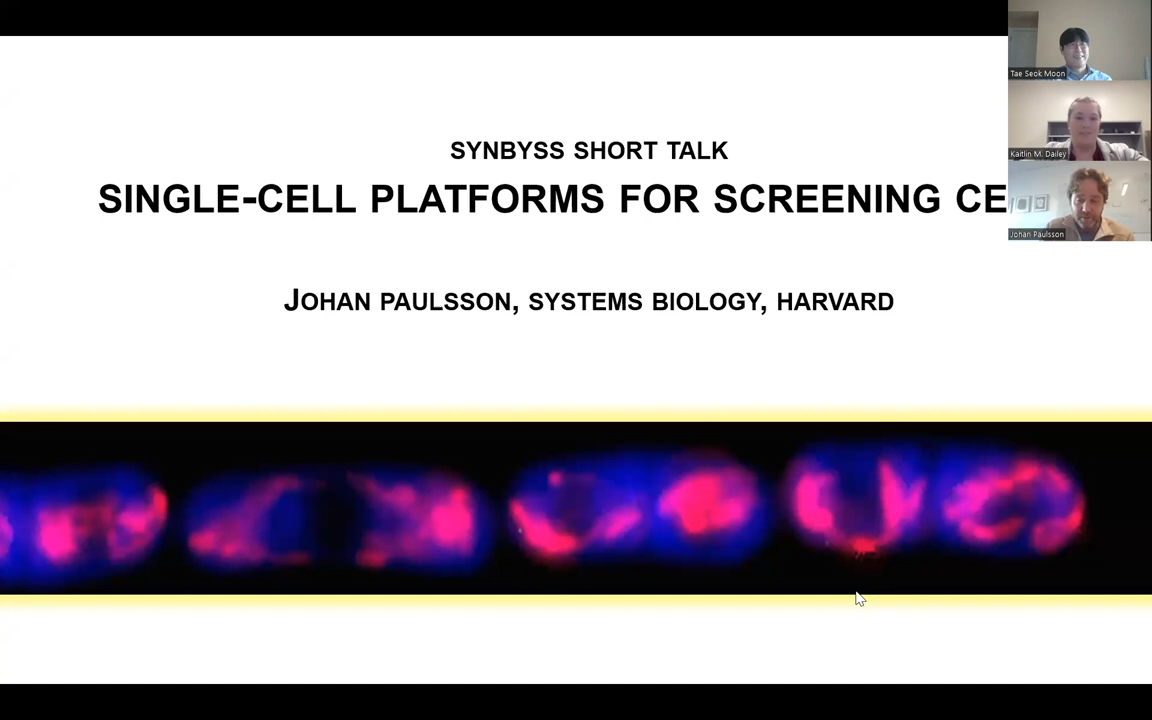 SYNBYSS SHORT TALK
SINGLE-CELL PLATFORMS FOR SCREENING CE
JOHAN PAULSSON, SYSTEMS BIOLOGY, HARVARD
Tae Seok Moon
Kaitlin M. Dailey
Johan Paulsson